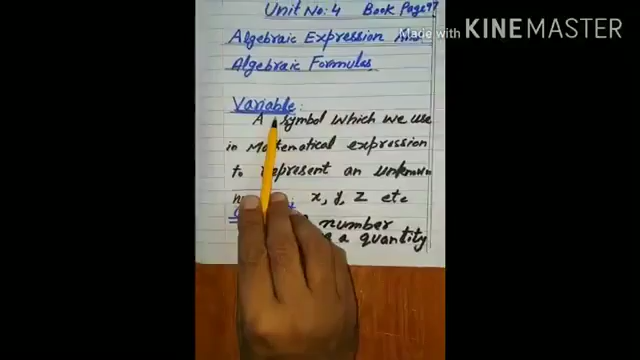 Unit No: 4 Book Page 97
Made with KINEMASTER
Algebraic Expression And
Algebraic Formulas
Variable:
A symbol which we use
in Mathematical expression
to represent an unknown
x, y, z etc
number
a quantity